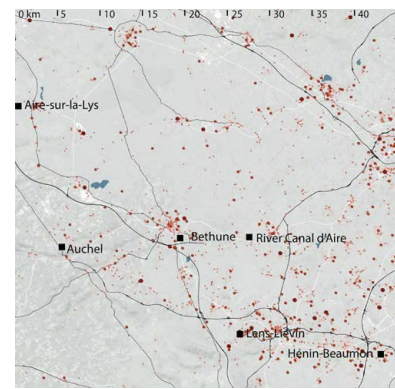 0 km 5 10 15 20 25 30 35 40
Aire-sur-la-Lys
Bethune
River Canal d'Aire
Auchel
Lens-Liévin
Hénin-Beaumon